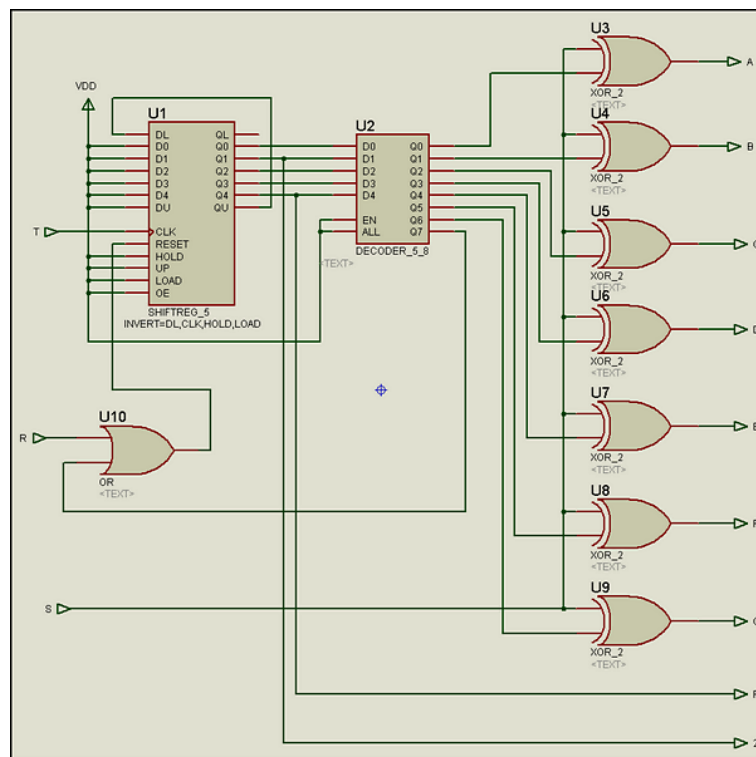 U3
A
XOR_2
<TEXT>
VDD
U1
U2
U4
B
XOR_2
<TEXT>
DL QL
D0 Q0
D1 Q1
D2 Q2
D3 Q3
D4 Q4
DU QU
CLK
RESET
HOLD
UP
LOAD
OE
T
SHIFTREG_5
INVERT=DL,CLK,HOLD,LOAD
D0 Q0
D1 Q1
D2 Q2
D3 Q3
D4 Q4
Q5
EN Q6
ALL Q7
DECODER_5_8
<TEXT>
U5
XOR_2
<TEXT>
U6
XOR_2
<TEXT>
U7
XOR_2
<TEXT>
U10
R
OR
<TEXT>
U8
XOR_2
<TEXT>
S
U9
XOR_2
<TEXT>